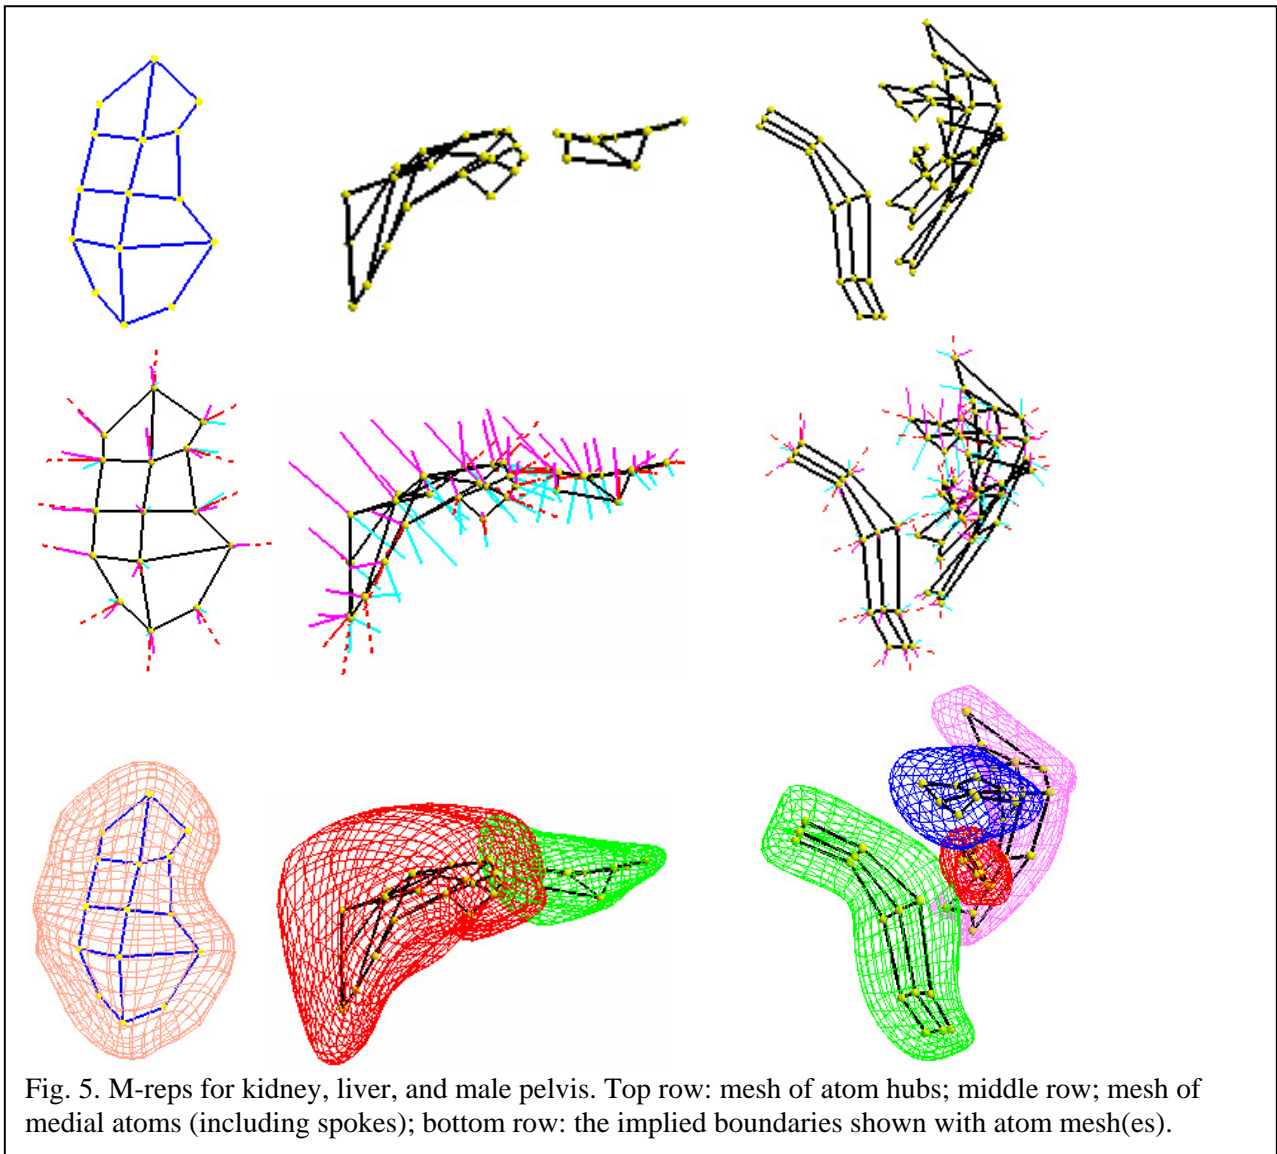 Fig. 5. M-reps for kidney, liver, and male pelvis. Top row: mesh of atom hubs; middle row; mesh of
medial atoms (including spokes); bottom row: the implied boundaries shown with atom mesh(es).